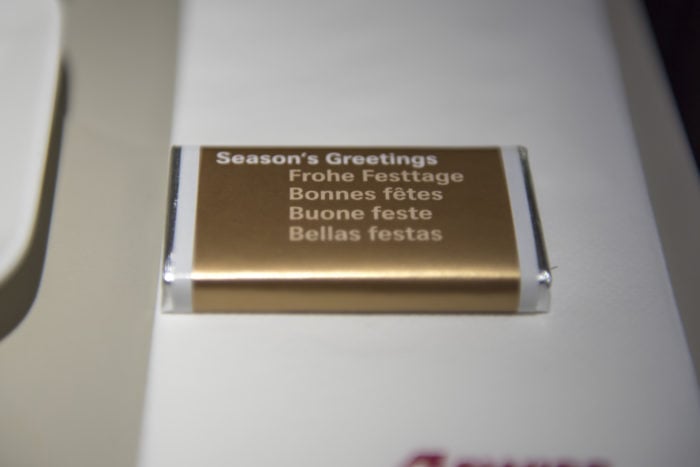 Season's Greetings
Frohe Festtage
Bonnes fêtes
Buone feste
Bellas festas